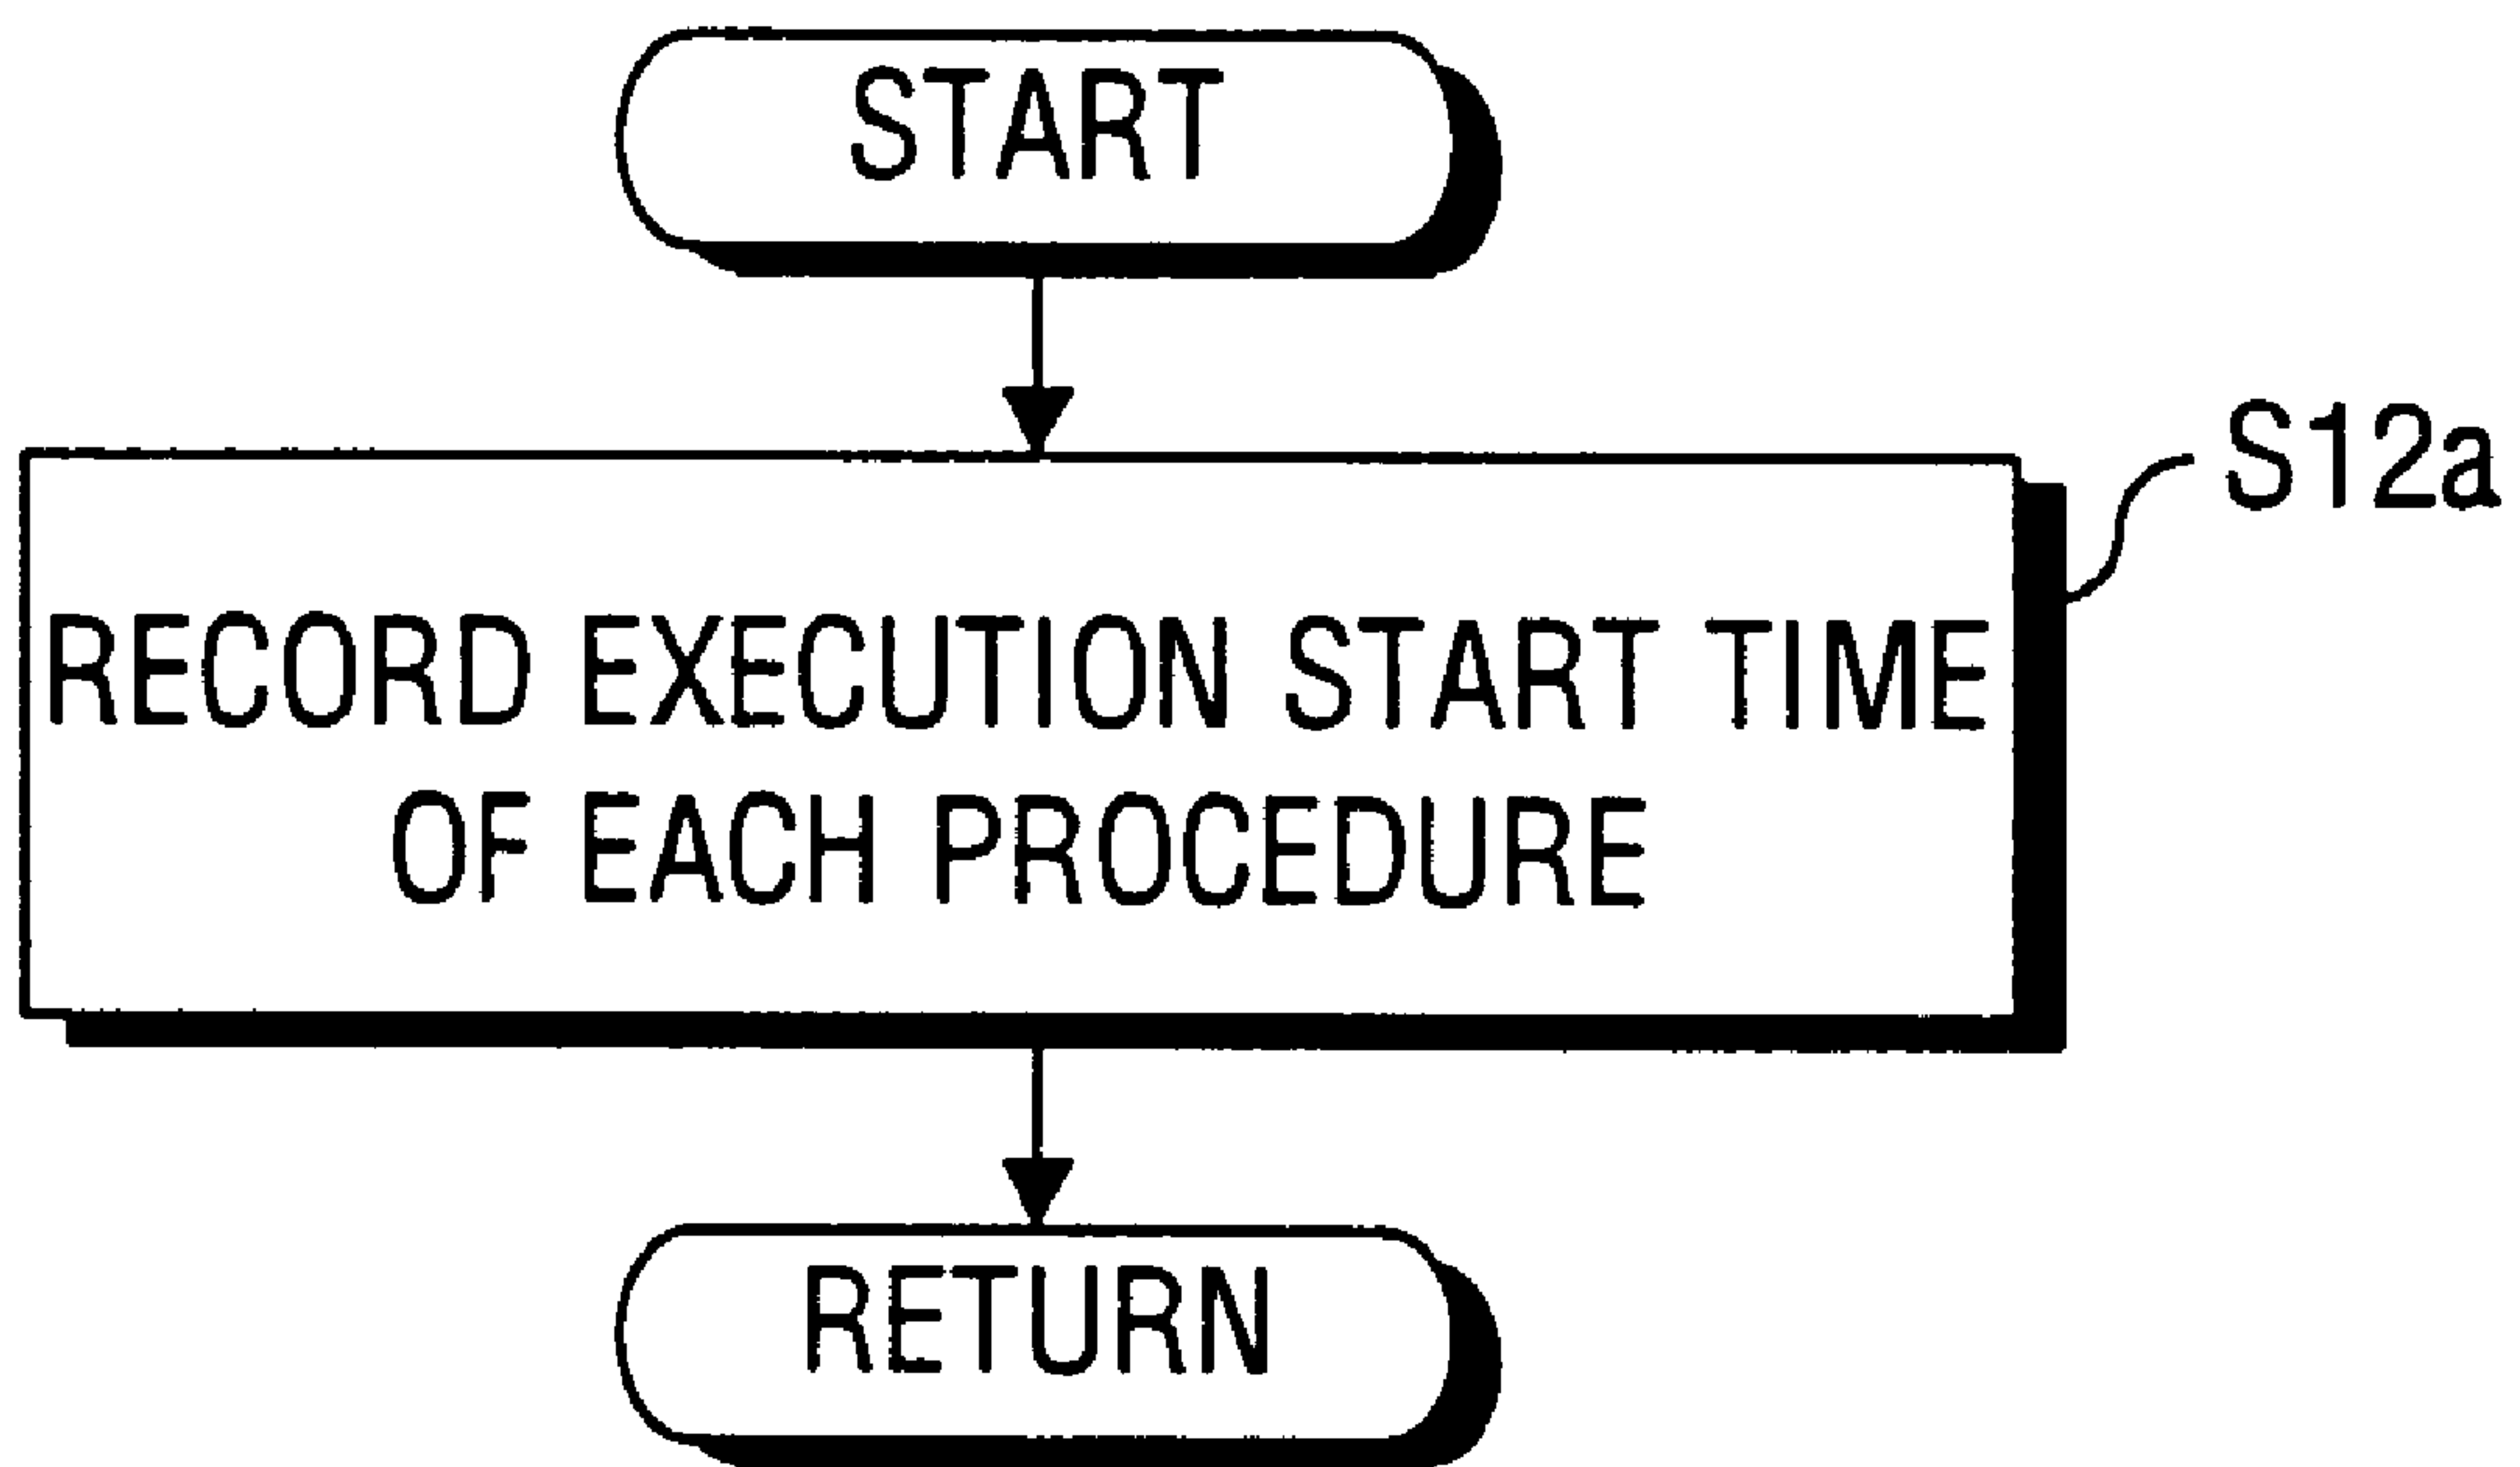 START
S12a
RECORD EXECUTION START TIME
OF EACH PROCEDURE
RETURN